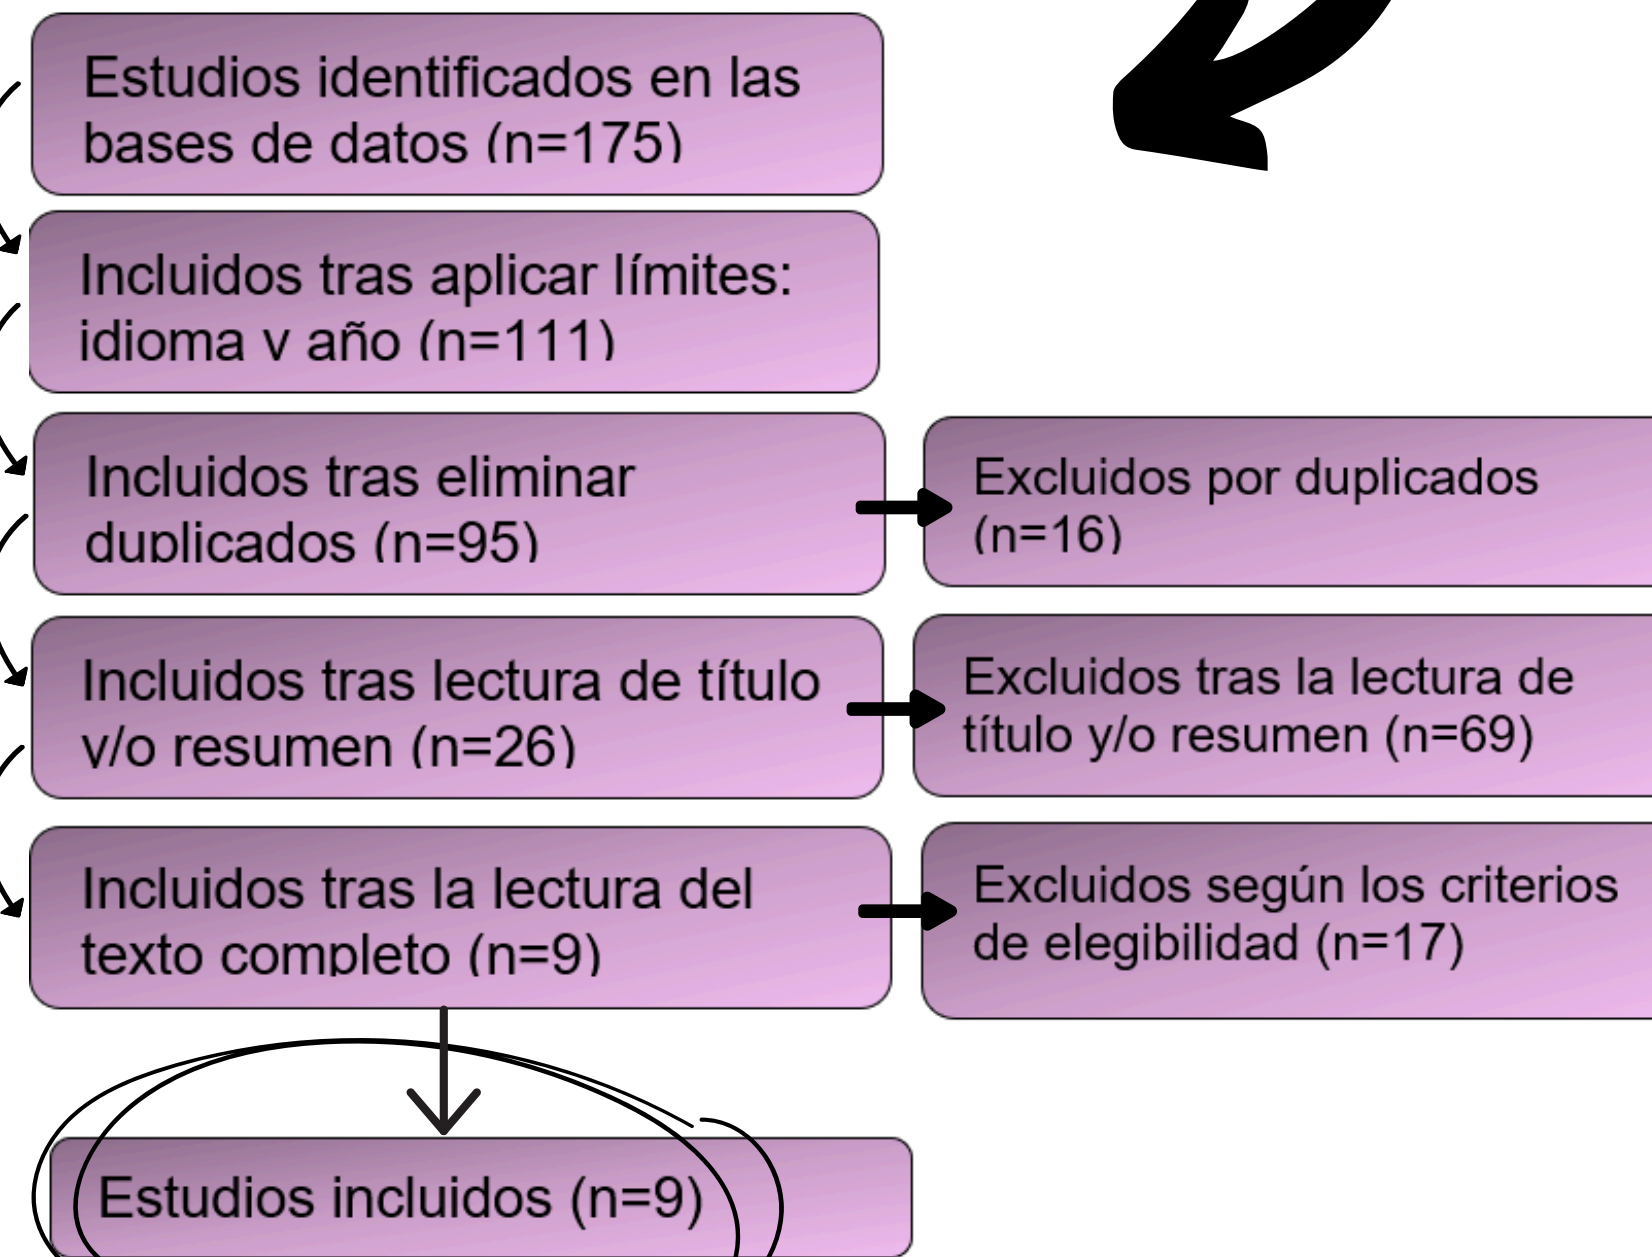 Estudios identificados en las
bases de datos (n=175)
Incluidos tras aplicar límites:
idioma y año (n=111)
Incluidos tras eliminar
duplicados (n=95)
Excluidos por duplicados
(n=16)
Incluidos tras lectura de título
y/o resumen (n=26)
Excluidos tras la lectura de
título y/o resumen (n=69)
Incluidos tras la lectura del
texto completo (n=9)
Excluidos según los criterios
de elegibilidad (n=17)
Estudios incluidos (n=9)